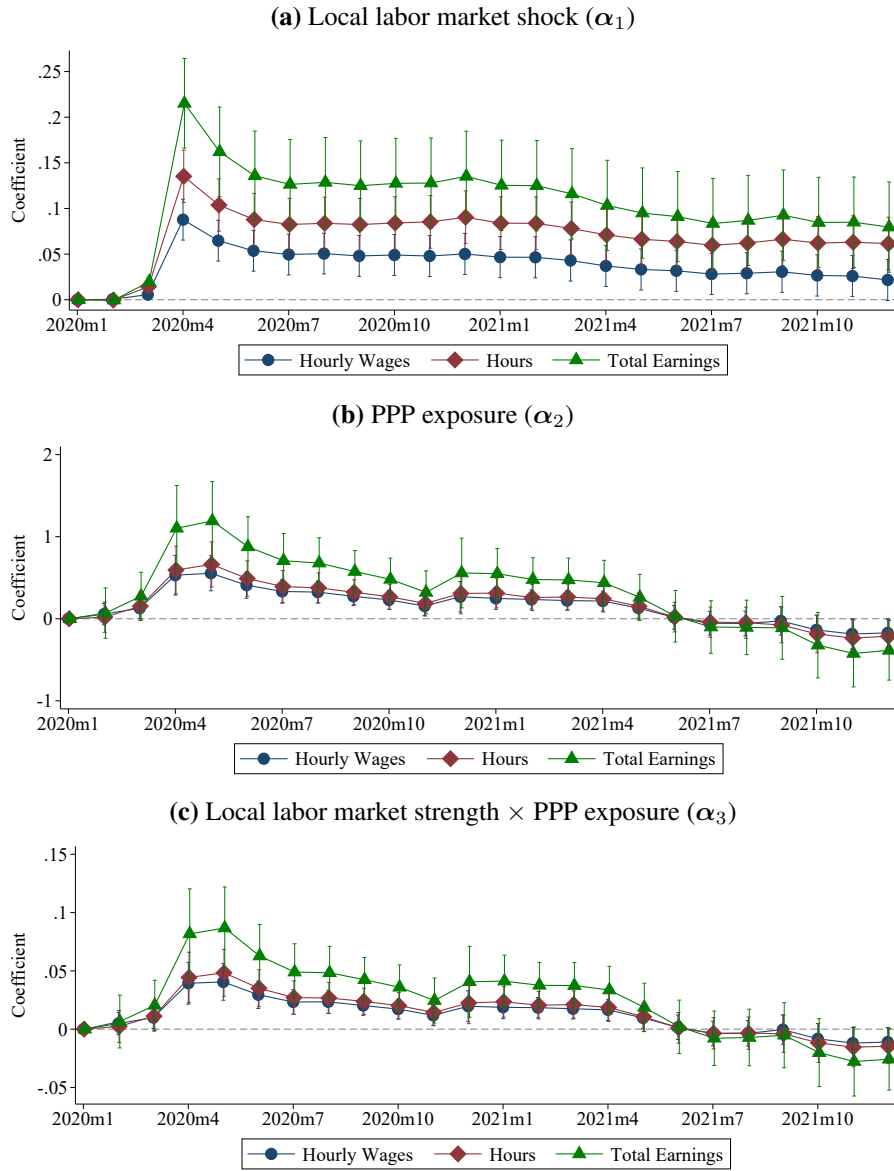 (a) Local labor market shock (α₁)
.25
.2
.15
.1
.05
0
Coefficient
2020m1 2020m4 2020m7 2020m10 2021m1 2021m4 2021m7 2021m10
Hourly Wages Hours Total Earnings
(b) PPP exposure (α₂)
2
1
0
-1
Coefficient
2020m1 2020m4 2020m7 2020m10 2021m1 2021m4 2021m7 2021m10
Hourly Wages Hours Total Earnings
(c) Local labor market strength × PPP exposure (α₃)
.15
.1
.05
0
-.05
Coefficient
2020m1 2020m4 2020m7 2020m10 2021m1 2021m4 2021m7 2021m10
Hourly Wages Hours Total Earnings